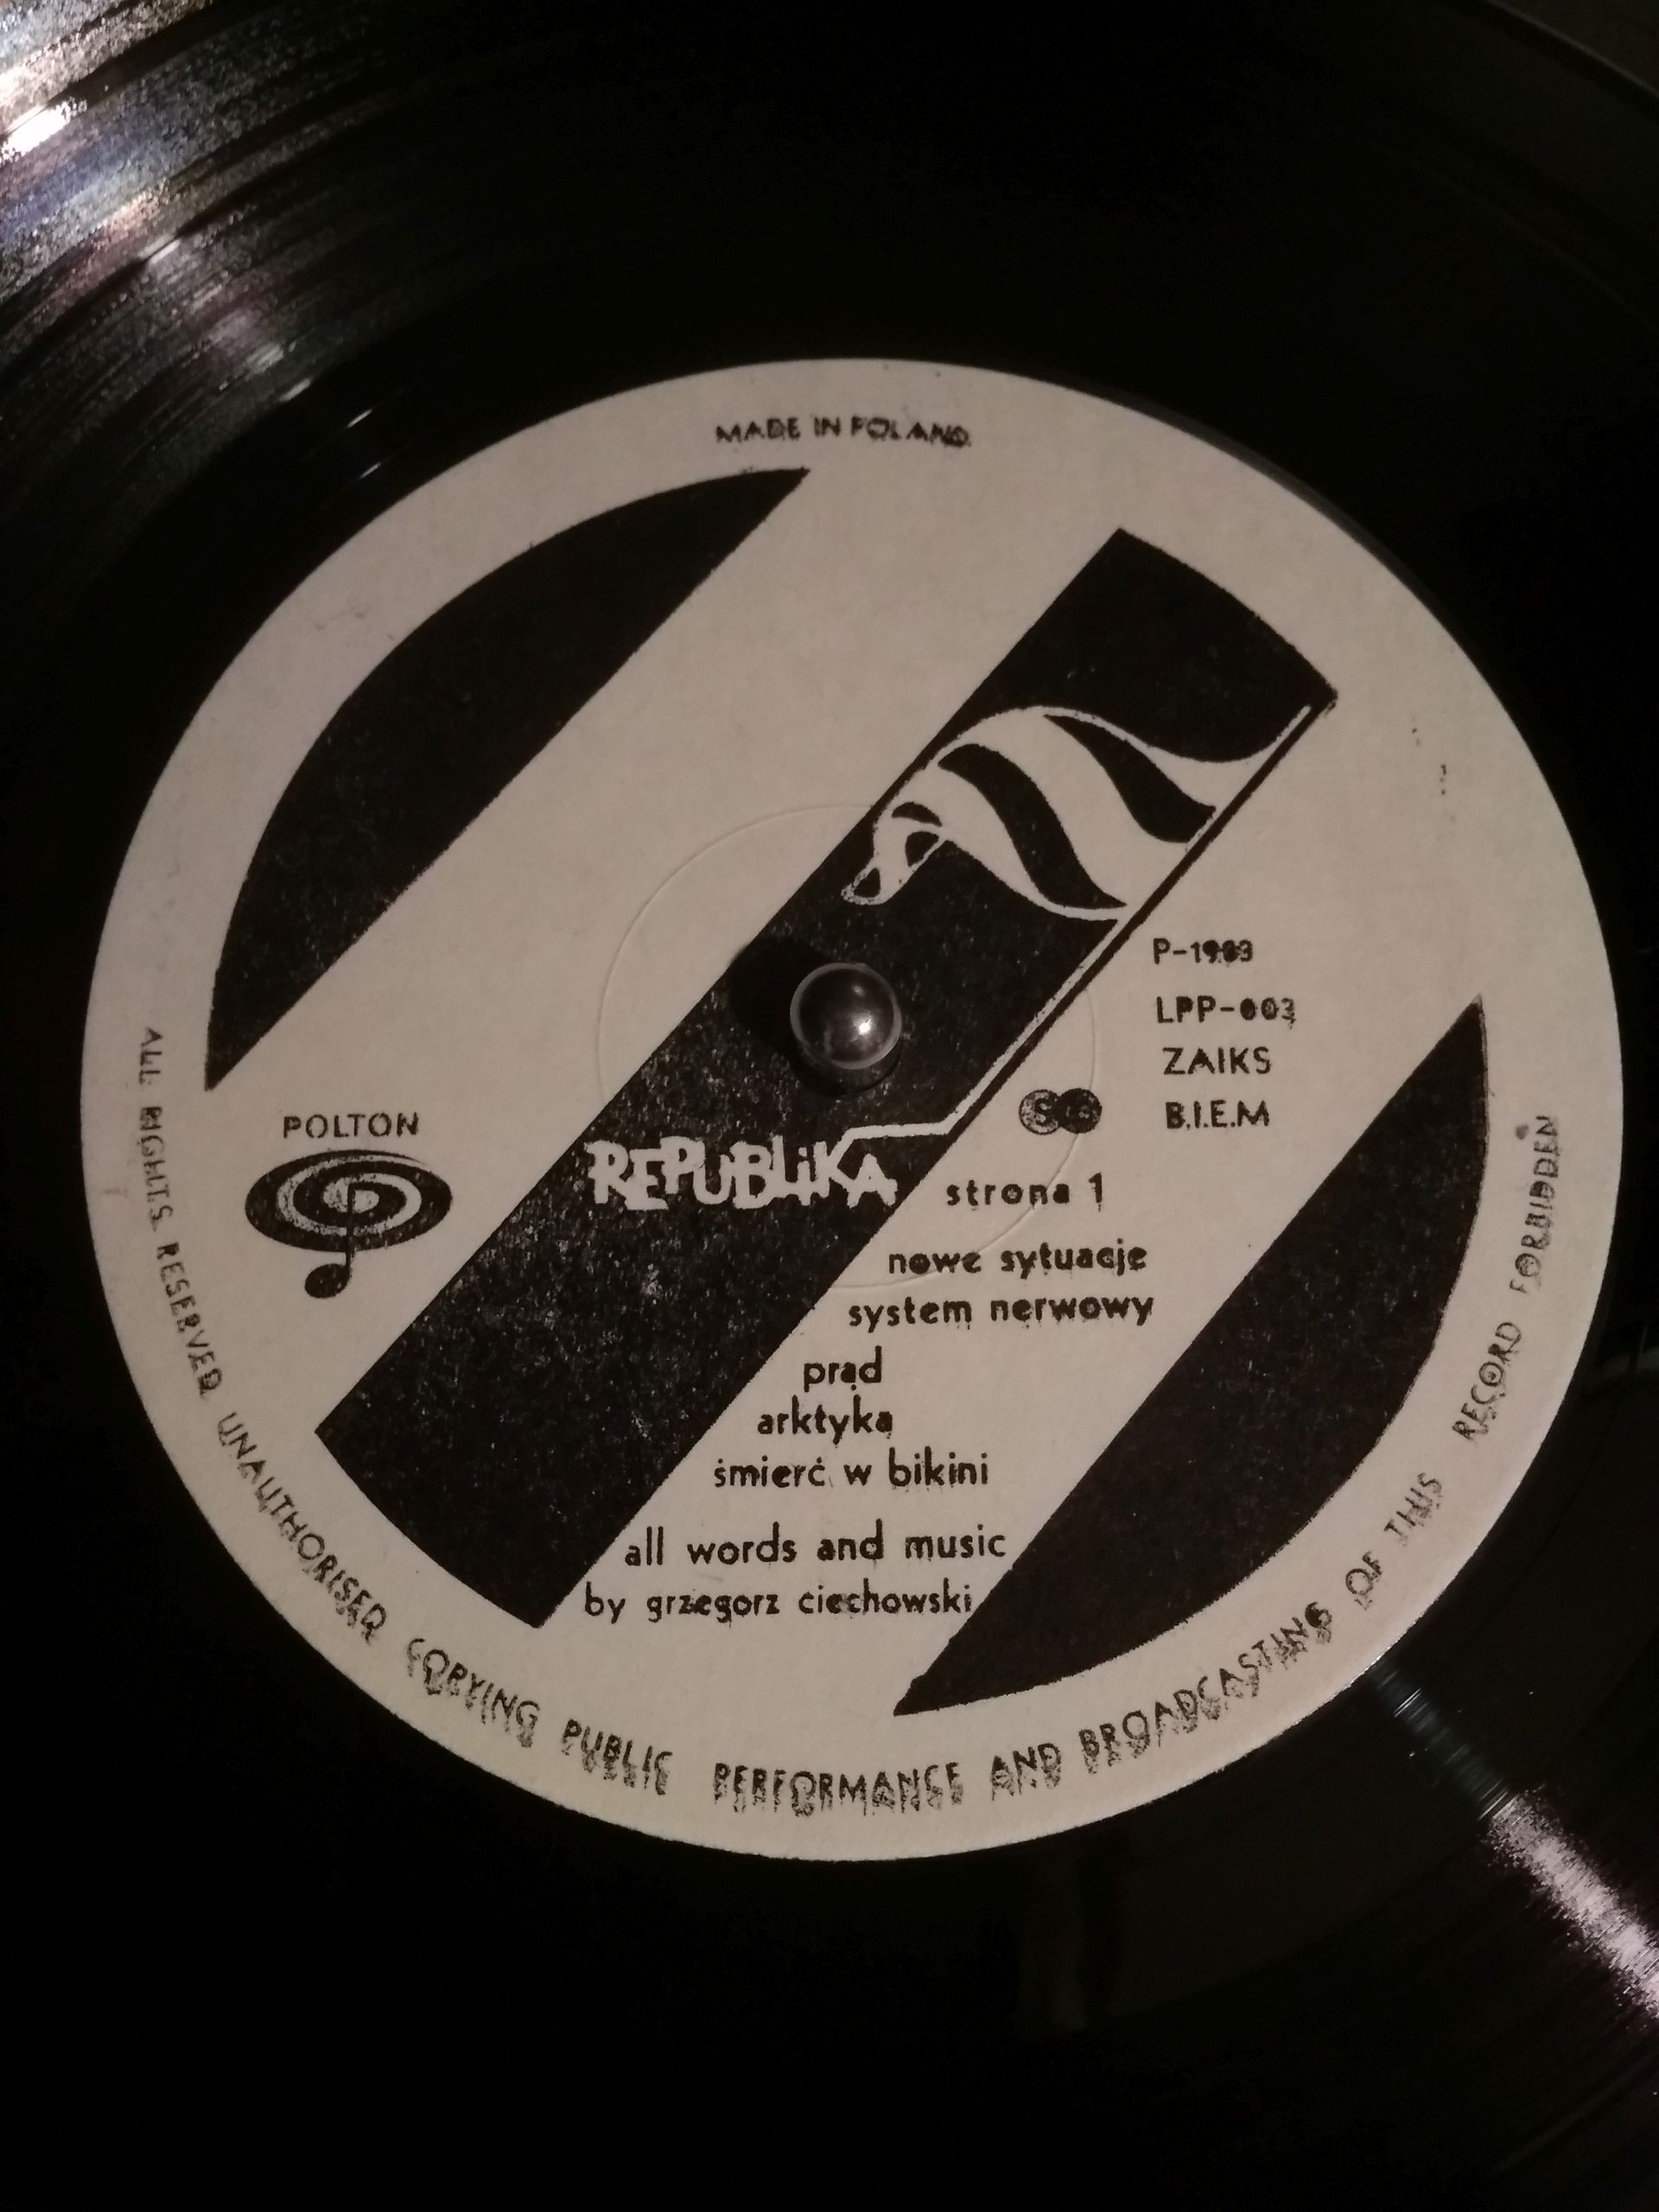 MADE IN POLAND
P-1983
LPP-003
ZAIKS
B.I.E.M
POLTON
REPUBLIKA
strona 1
nowe sytuacje
system nerwowy
prąd
arktyka
śmierć w bikini
all words and music
by grzegorz ciechowski
ALL RIGHTS RESERVED UNAUTHORISED COPYING PUBLIC PERFORMANCE AND BROADCASTING OF THIS RECORD FORBIDDEN